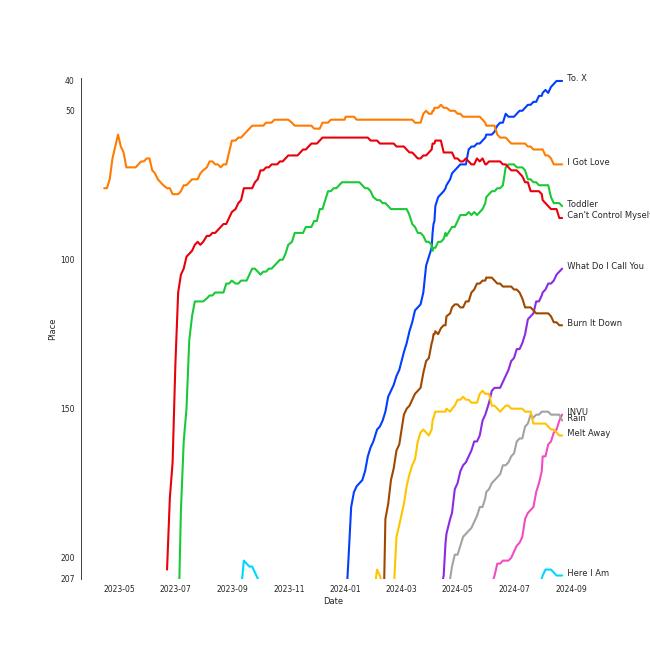 40
To. X
50
I Got Love
Toddler
Can't Control Mysel
100
What Do I Call You
Burn It Down
Place
150
INVU
Rain
Melt Away
200
Here I Am
207
2023-05
2023-07
2023-09
2023-11
2024-01
2024-03
2024-05
2024-07
2024-09
Date